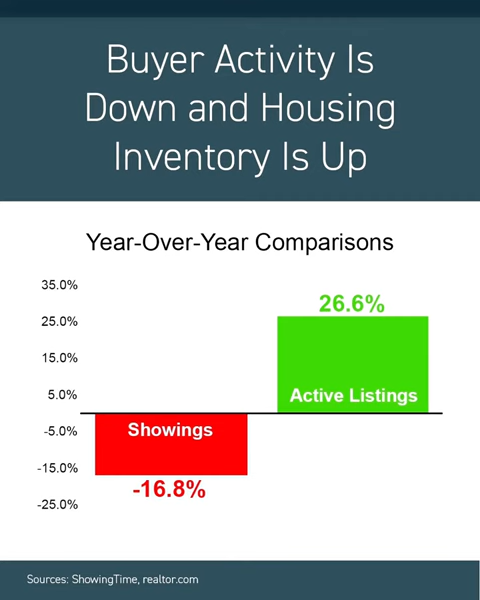 Buyer Activity Is
Down and Housing
Inventory Is Up
Year-Over-Year Comparisons
35.0%
26.6%
25.0%
15.0%
5.0%
Active Listings
-5.0%
Showings
-15.0%
-16.8%
-25.0%
Sources: ShowingTime, realtor.com